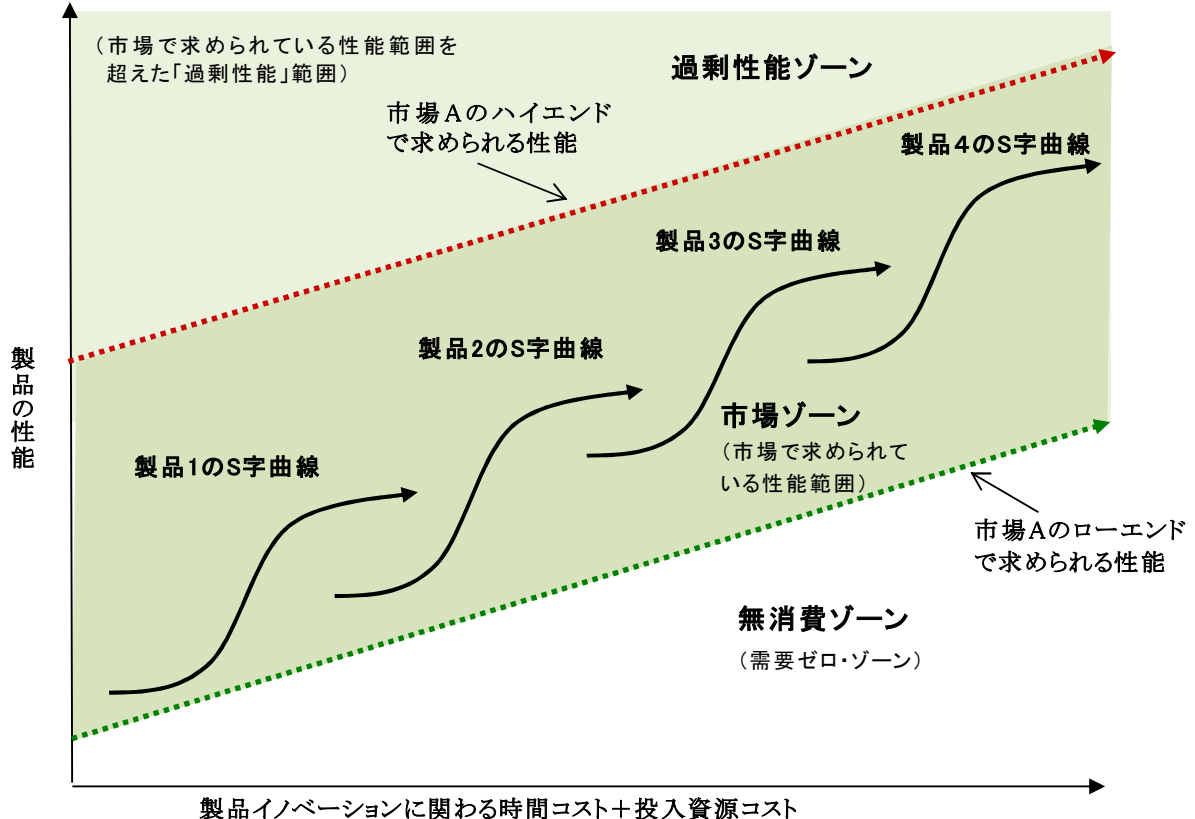 （市場で求められている性能範囲を
超えた「過剰性能」範囲）
過剰性能ゾーン
市場Aのハイエンド
で求められる性能
製品4のS字曲線
製品3のS字曲線
製品2のS字曲線
製品の性能
市場ゾーン
（市場で求められて
いる性能範囲）
製品1のS字曲線
市場Aのローエンド
で求められる性能
無消費ゾーン
（需要ゼロ・ゾーン）
製品イノベーションに関わる時間コスト＋投入資源コスト